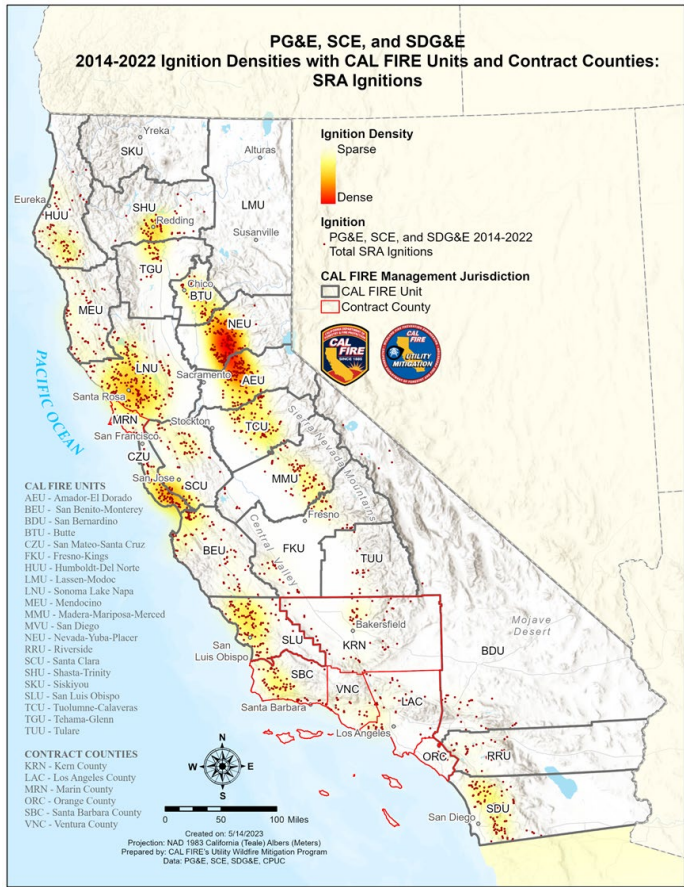 PG&E, SCE, and SDG&E
2014-2022 Ignition Densities with CAL FIRE Units and Contract Counties:
SRA Ignitions
Ignition Density
Sparse
Dense
Ignition
PG&E, SCE, and SDG&E 2014-2022
Total SRA Ignitions
CAL FIRE Management Jurisdiction
CAL FIRE Unit
Contract County
CAL
FIRE
SINCE 1885
CAL
FIRE
UTILITY
MITIGATION
Yreka
SKU
Alturas
Eureka
HUU
SHU
Redding
LMU
Susanville
TGU
Chico
BTU
MEU
NEU
LNU
Sacramento
AEU
Santa Rosa
TCU
MRN
Stockton
San Francisco
CZU
San Jose
SCU
MMU
Sierra Nevada Mountains
Fresno
PACIFIC OCEAN
BEU
Central Valley
FKU
TUU
Bakersfield
KRN
Mojave
Desert
BDU
San
Luis Obispo
SLU
SBC
VNC
LAC
Santa Barbara
Los Angeles
ORC
RRU
SDU
San Diego
CAL FIRE UNITS
AEU - Amador-El Dorado
BEU - San Benito-Monterey
BDU - San Bernardino
BTU - Butte
CZU - San Mateo-Santa Cruz
FKU - Fresno-Kings
HUU - Humboldt-Del Norte
LMU - Lassen-Modoc
LNU - Sonoma Lake Napa
MEU - Mendocino
MMU - Madera-Mariposa-Merced
MVU - San Diego
NEU - Nevada-Yuba-Placer
RRU - Riverside
SCU - Santa Clara
SHU - Shasta-Trinity
SKU - Siskiyou
SLU - San Luis Obispo
TCU - Tuolumne-Calaveras
TGU - Tehama-Glenn
TUU - Tulare
CONTRACT COUNTIES
KRN - Kern County
LAC - Los Angeles County
MRN - Marin County
ORC - Orange County
SBC - Santa Barbara County
VNC - Ventura County
N
W
E
S
0
50
100 Miles
Created on: 5/14/2023
Projection: NAD 1983 California (Teale) Albers (Meters)
Prepared by: CAL FIRE's Utility Wildfire Mitigation Program
Data: PG&E, SCE, SDG&E, CPUC